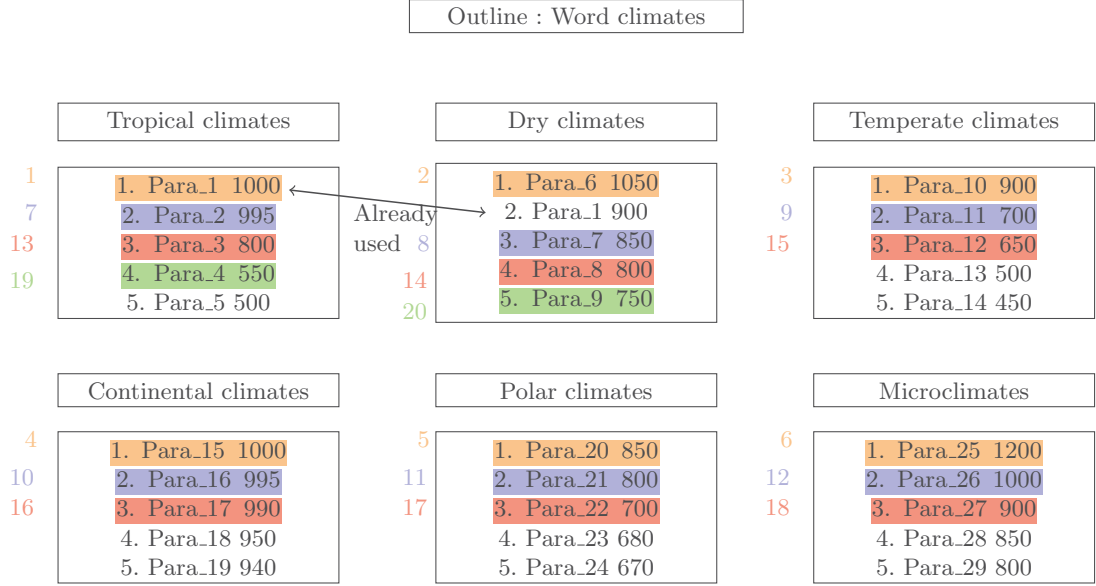 Outline : Word climates
Tropical climates
1
7
13
19
1. Para_1 1000
2. Para_2 995
3. Para_3 800
4. Para_4 550
5. Para_5 500
Already
used
Dry climates
2
8
14
20
1. Para_6 1050
2. Para_1 900
3. Para_7 850
4. Para_8 800
5. Para_9 750
Temperate climates
3
9
15
1. Para_10 900
2. Para_11 700
3. Para_12 650
4. Para_13 500
5. Para_14 450
Continental climates
4
10
16
1. Para_15 1000
2. Para_16 995
3. Para_17 990
4. Para_18 950
5. Para_19 940
Polar climates
5
11
17
1. Para_20 850
2. Para_21 800
3. Para_22 700
4. Para_23 680
5. Para_24 670
Microclimates
6
12
18
1. Para_25 1200
2. Para_26 1000
3. Para_27 900
4. Para_28 850
5. Para_29 800